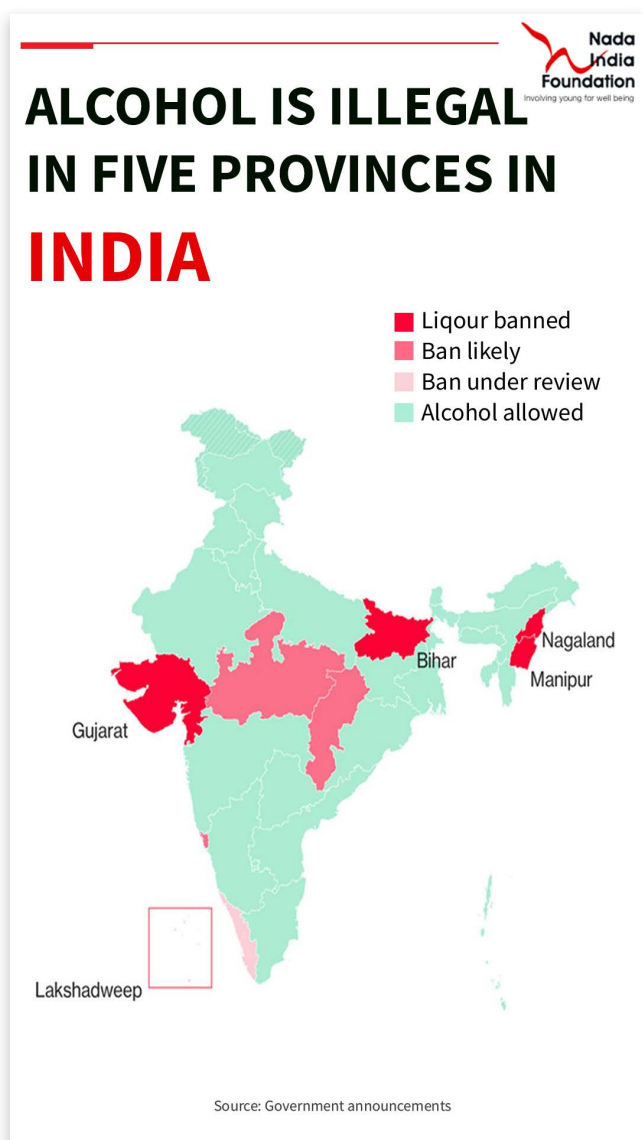 Nada
India
Foundation
Involving young for well being
ALCOHOL IS ILLEGAL
IN FIVE PROVINCES IN
INDIA
Liqour banned
Ban likely
Ban under review
Alcohol allowed
Nagaland
Bihar
Manipur
Gujarat
Lakshadweep
Source: Government announcements